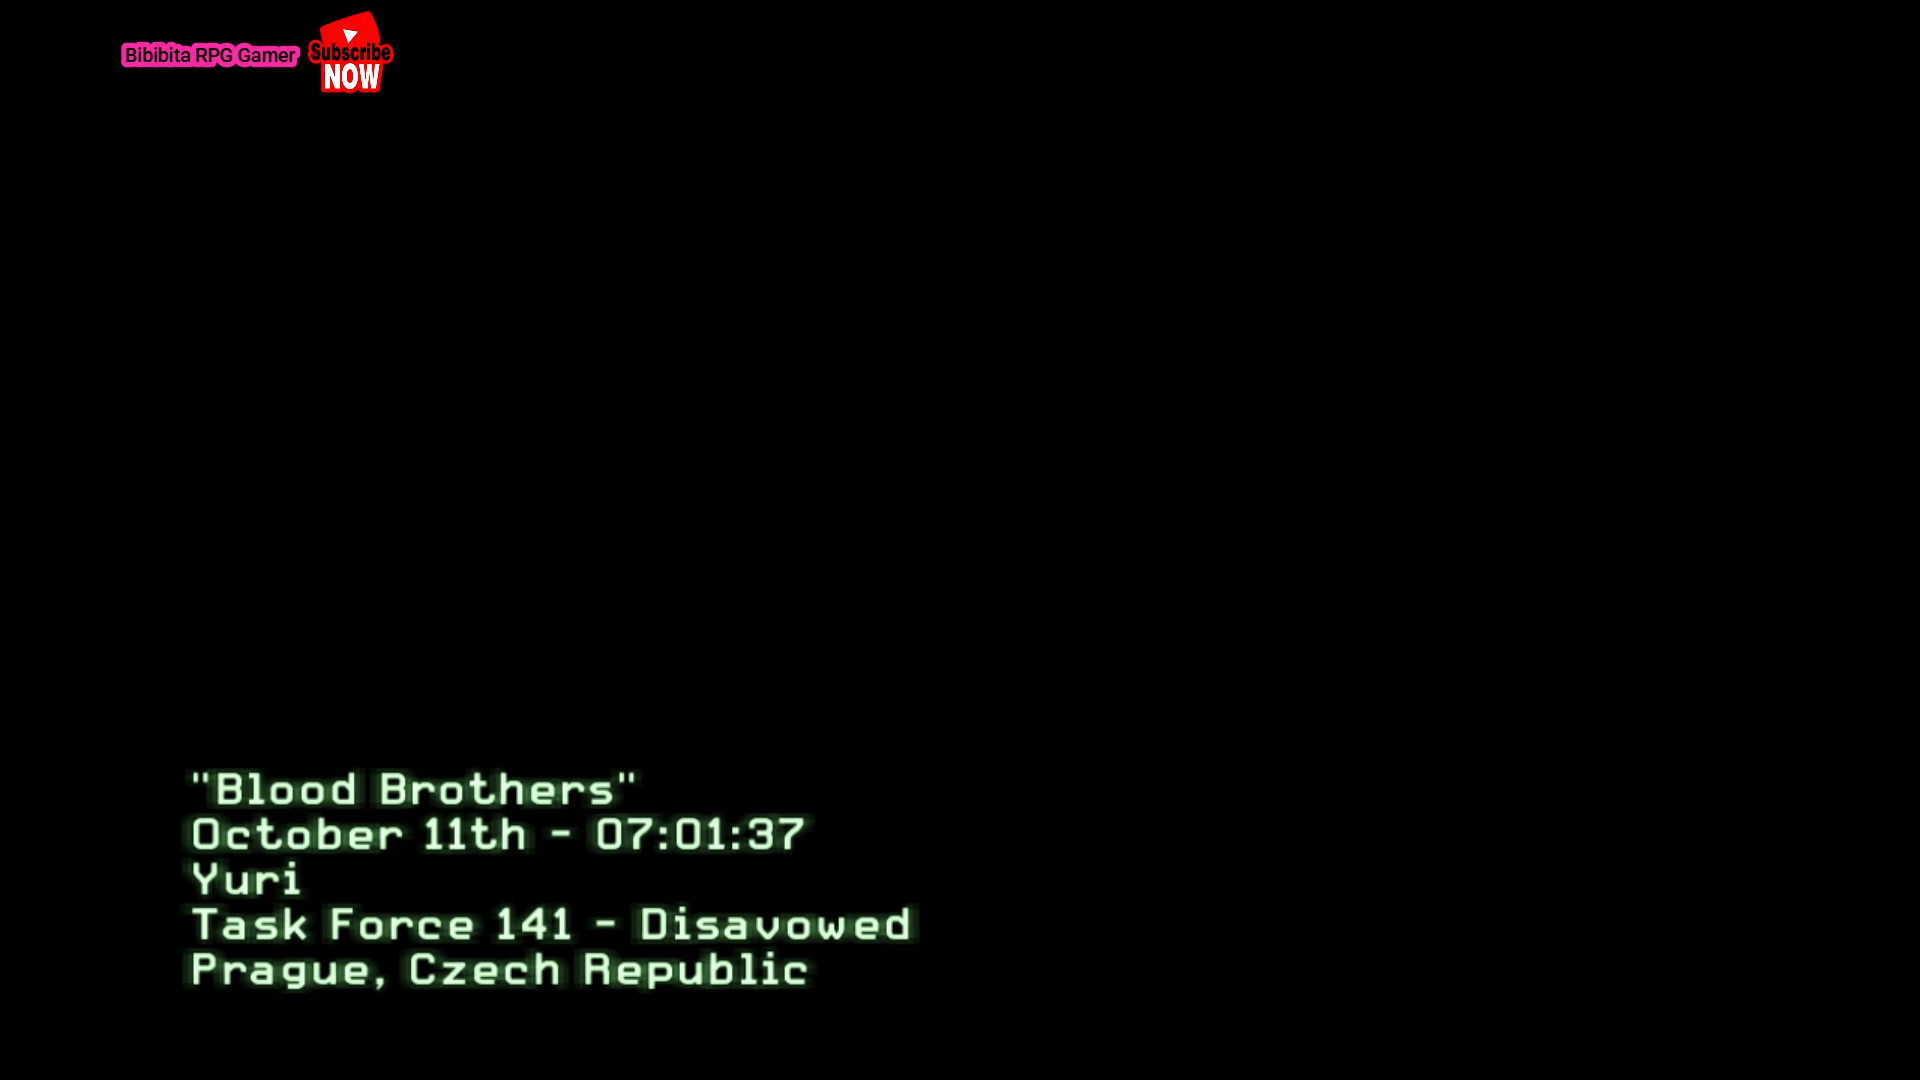 Bibibita RPG Gamer
Subscribe
NOW
"Blood Brothers"
October 11th - 07:01:37
Yuri
Task Force 141 - Disavowed
Prague, Czech Republic